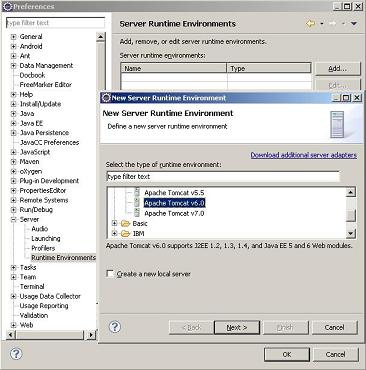 Preferences
type filter text
General
Android
Ant
Data Management
Docbook
FreeMarker Editor
Help
Install/Update
Java
Java EE
Java Persistence
JavaCC Preferences
JavaScript
Maven
oXygen
Plug-in Development
PropertiesEditor
Remote Systems
Run/Debug
Server
Audio
Launching
Profilers
Runtime Environments
Tasks
Team
Terminal
Usage Data Collector
Usage Reporting
Validation
Web
Server Runtime Environments
Add, remove, or edit server runtime environments.
Server runtime environments:
Name Type
Add...
Edit...
New Server Runtime Environment
New Server Runtime Environment
Define a new server runtime environment
Download additional server adapters
Select the type of runtime environment:
type filter text
Apache Tomcat v5.5
Apache Tomcat v6.0
Apache Tomcat v7.0
Basic
IBM
Apache Tomcat v6.0 supports J2EE 1.2, 1.3, 1.4, and Java EE 5 and 6 Web modules.
Create a new local server
? < Back Next > Finish Cancel
? OK Cancel